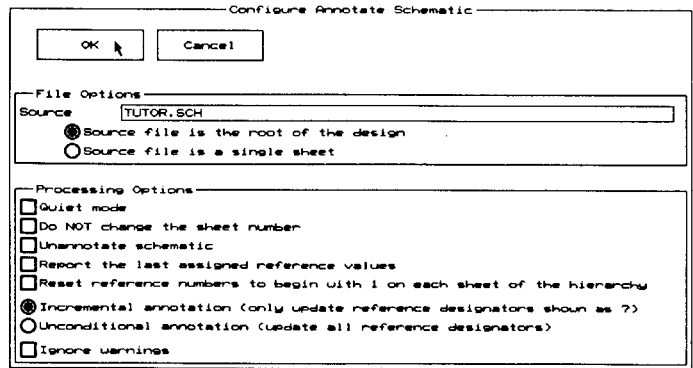 Configure Annotate Schematic
OK Cancel
File Options
Source TUTOR.SCH
Source file is the root of the design
Source file is a single sheet
Processing Options
Quiet mode
Do NOT change the sheet number
Unannotate schematic
Report the last assigned reference values
Reset reference numbers to begin with 1 on each sheet of the hierarchy
Incremental annotation (only update reference designators shown as ?)
Unconditional annotation (update all reference designators)
Ignore warnings